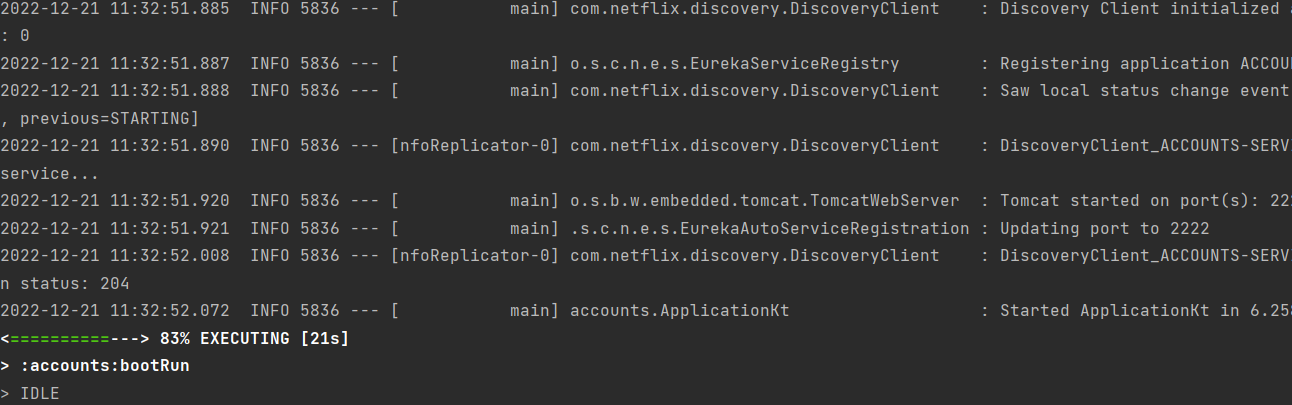 2022-12-21 11:32:51.885  INFO 5836 --- [           main] com.netflix.discovery.DiscoveryClient    : Discovery Client initialized
: 0
2022-12-21 11:32:51.887  INFO 5836 --- [           main] o.s.c.n.e.s.EurekaServiceRegistry        : Registering application ACCOU
2022-12-21 11:32:51.888  INFO 5836 --- [           main] com.netflix.discovery.DiscoveryClient    : Saw local status change event
, previous=STARTING]
2022-12-21 11:32:51.890  INFO 5836 --- [nfoReplicator-0] com.netflix.discovery.DiscoveryClient    : DiscoveryClient_ACCOUNTS-SERV
service...
2022-12-21 11:32:51.920  INFO 5836 --- [           main] o.s.b.w.embedded.tomcat.TomcatWebServer  : Tomcat started on port(s): 222
2022-12-21 11:32:51.921  INFO 5836 --- [           main] .s.c.n.e.s.EurekaAutoServiceRegistration : Updating port to 2222
2022-12-21 11:32:52.008  INFO 5836 --- [nfoReplicator-0] com.netflix.discovery.DiscoveryClient    : DiscoveryClient_ACCOUNTS-SERV
n status: 204
2022-12-21 11:32:52.072  INFO 5836 --- [           main] accounts.ApplicationKt                   : Started ApplicationKt in 6.258
<==========---> 83% EXECUTING [21s]
> :accounts:bootRun
> IDLE